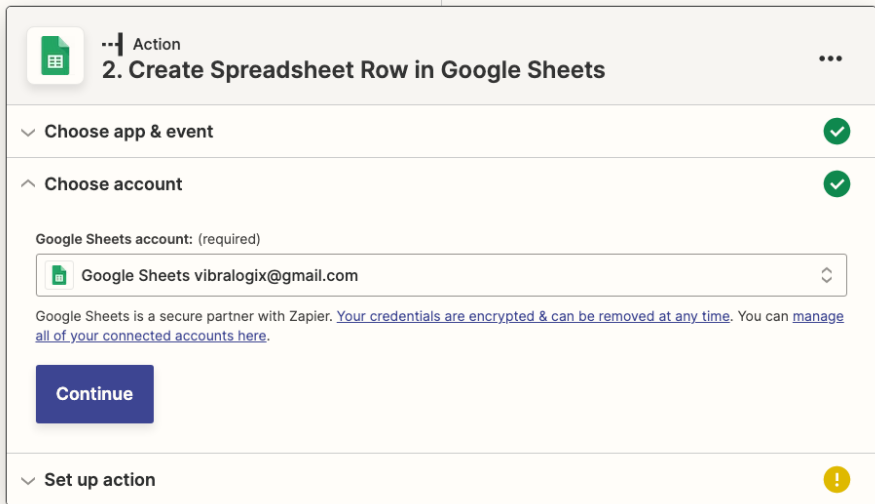 Action
2. Create Spreadsheet Row in Google Sheets
Choose app & event
Choose account
Google Sheets account: (required)
Google Sheets vibralogix@gmail.com
Google Sheets is a secure partner with Zapier. Your credentials are encrypted & can be removed at any time. You can manage
all of your connected accounts here.
Continue
Set up action